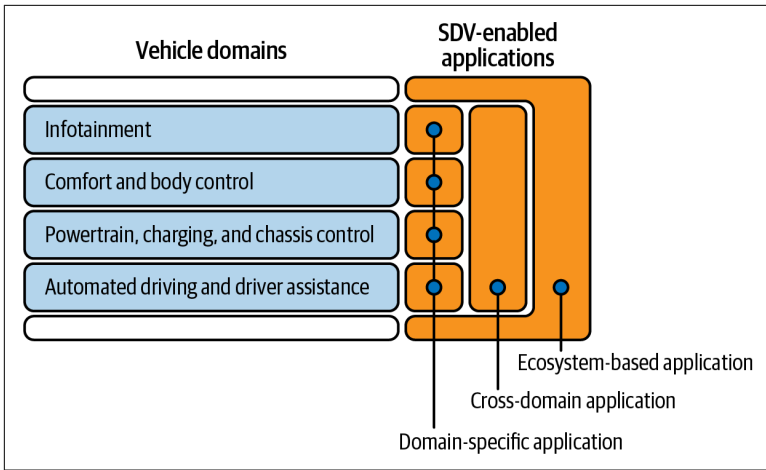 Vehicle domains
SDV-enabled
applications
Infotainment
Comfort and body control
Powertrain, charging, and chassis control
Automated driving and driver assistance
Ecosystem-based application
Cross-domain application
Domain-specific application